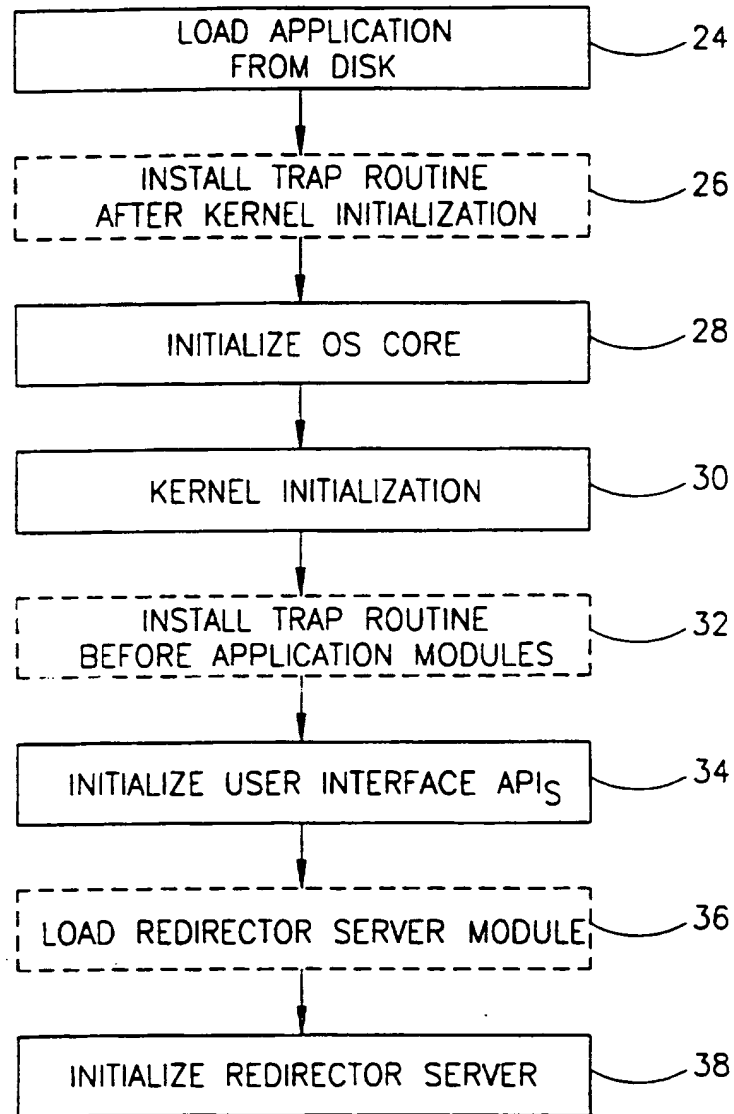 LOAD APPLICATION
FROM DISK
24
INSTALL TRAP ROUTINE
AFTER KERNEL INITIALIZATION
26
INITIALIZE OS CORE
28
KERNEL INITIALIZATION
30
INSTALL TRAP ROUTINE
BEFORE APPLICATION MODULES
32
INITIALIZE USER INTERFACE APIS
34
LOAD REDIRECTOR SERVER MODULE
36
INITIALIZE REDIRECTOR SERVER
38